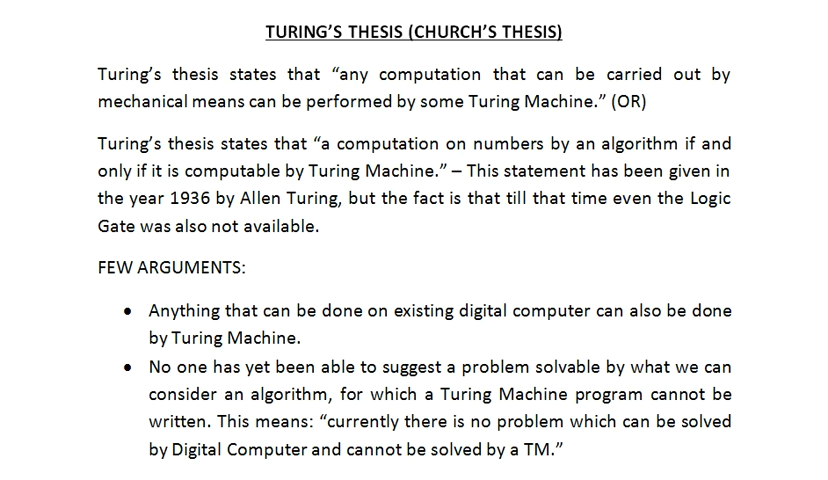 TURING’S THESIS (CHURCH’S THESIS)
Turing’s thesis states that “any computation that can be carried out by
mechanical means can be performed by some Turing Machine.” (OR)
Turing’s thesis states that “a computation on numbers by an algorithm if and
only if it is computable by Turing Machine.” – This statement has been given in
the year 1936 by Allen Turing, but the fact is that till that time even the Logic
Gate was also not available.
FEW ARGUMENTS:
• Anything that can be done on existing digital computer can also be done
by Turing Machine.
• No one has yet been able to suggest a problem solvable by what we can
consider an algorithm, for which a Turing Machine program cannot be
written. This means: “currently there is no problem which can be solved
by Digital Computer and cannot be solved by a TM.”